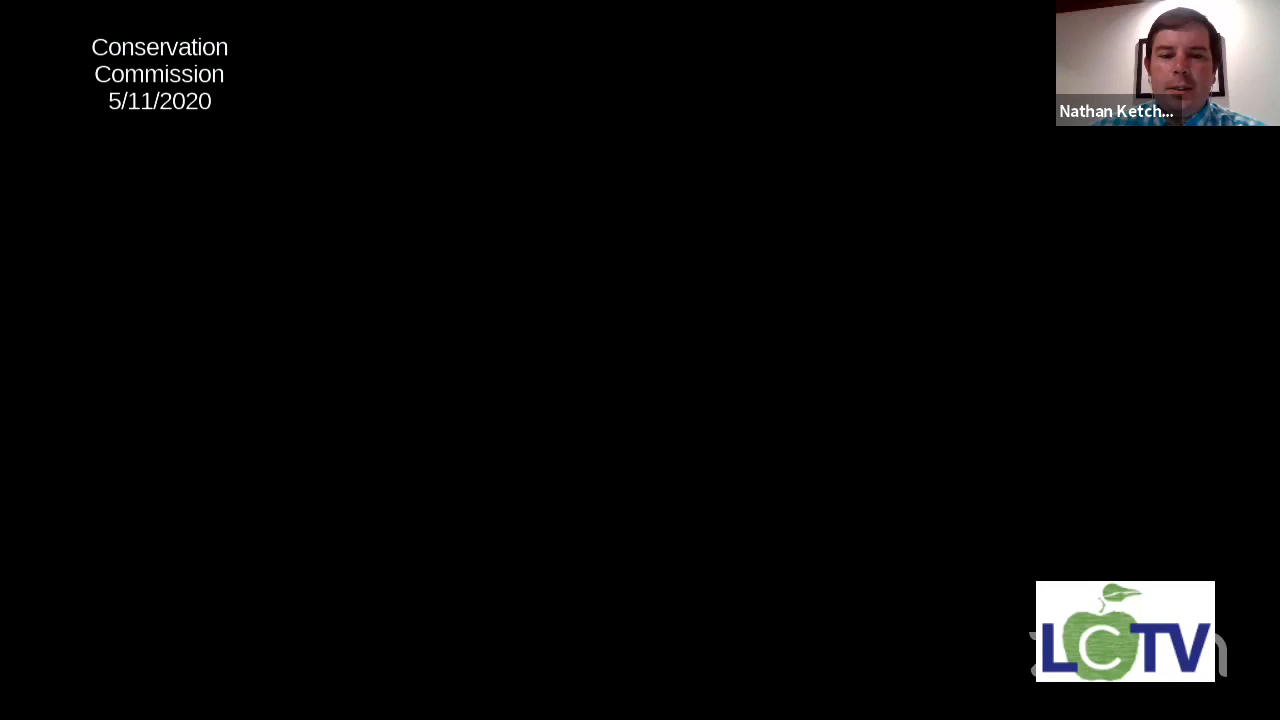 Conservation
Commission
5/11/2020
Nathan Ketch...
LCTV